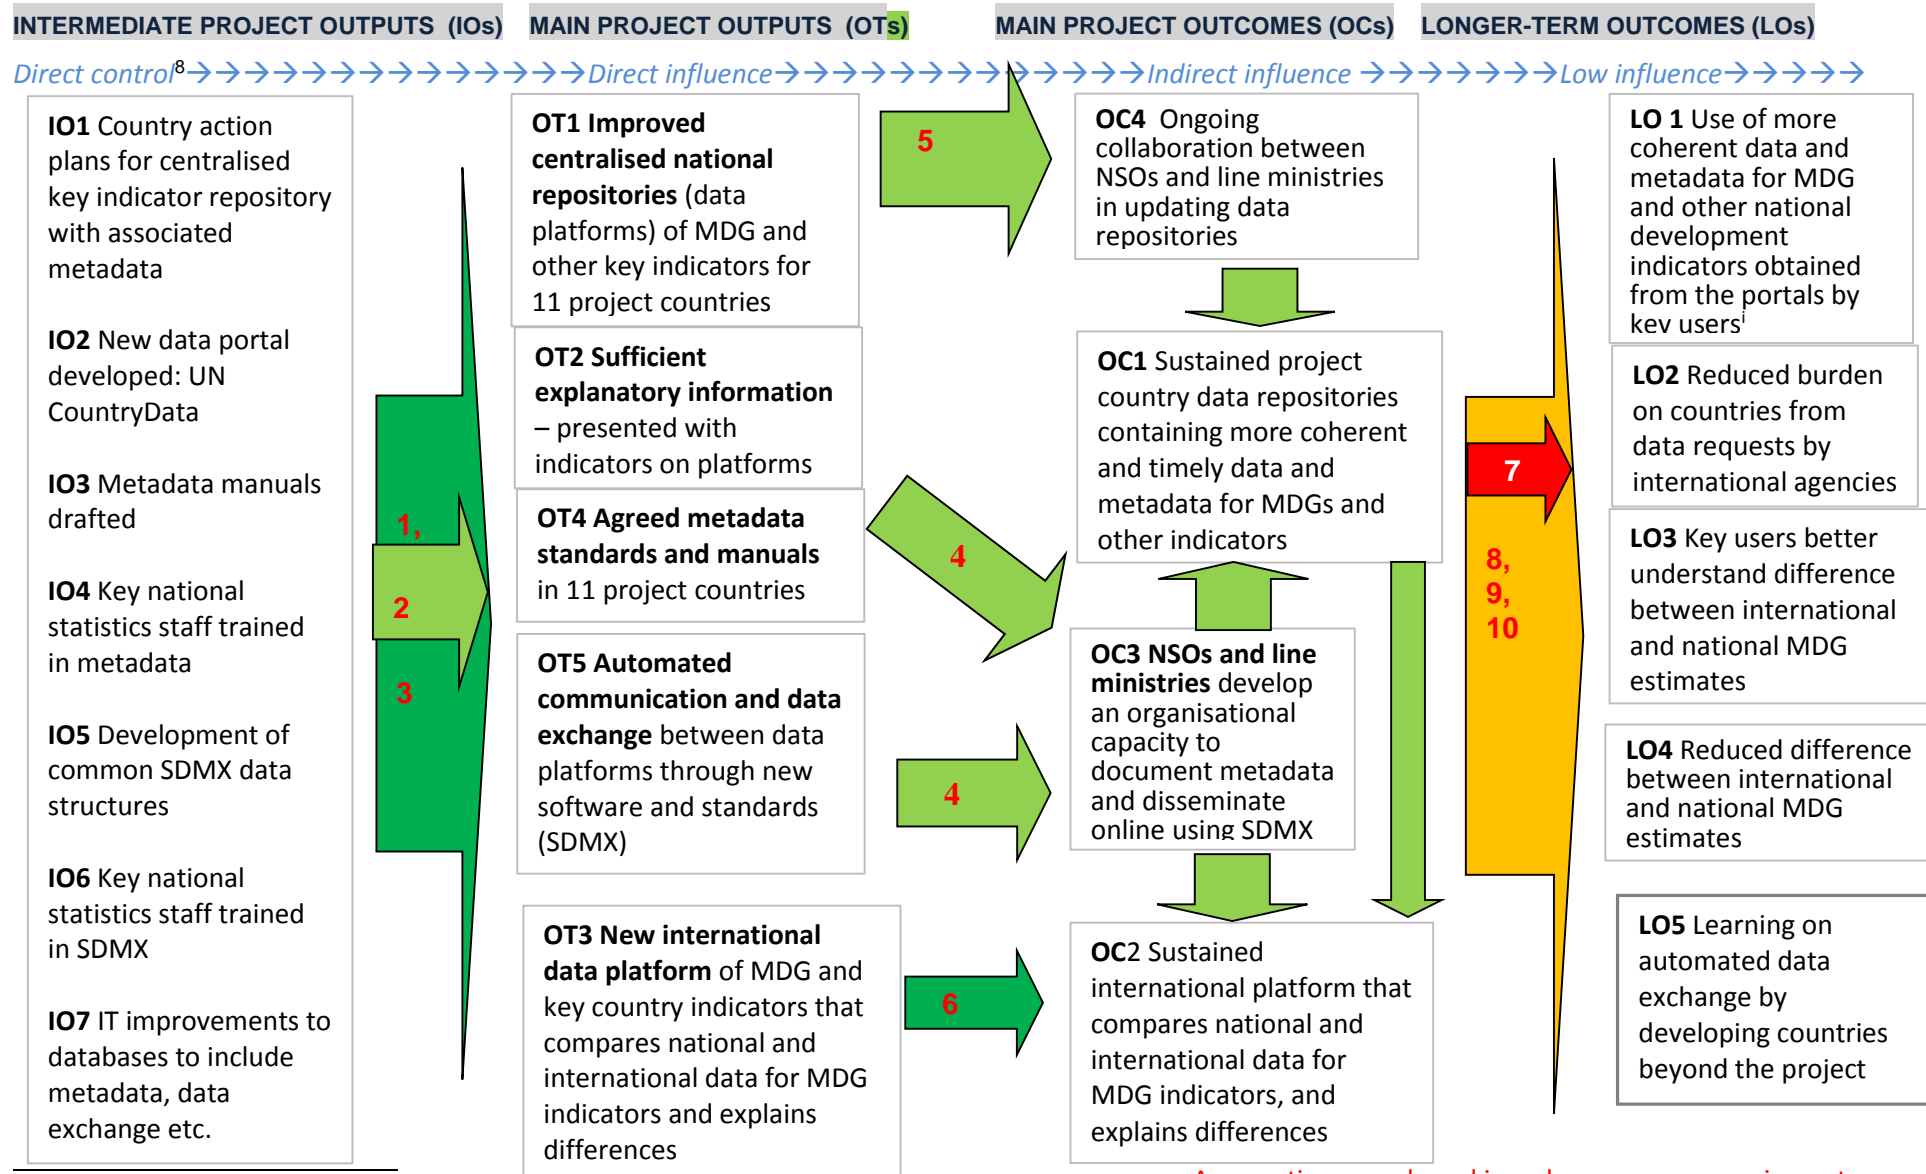 INTERMEDIATE PROJECT OUTPUTS (IOs)
MAIN PROJECT OUTPUTS (OTs)
MAIN PROJECT OUTCOMES (OCs)
LONGER-TERM OUTCOMES (LOs)
Direct control⁸→→→→→→→→→→→→→→Direct influence→→→→→→→→→→→→→Indirect influence →→→→→→→Low influence→→→→→
IO1 Country action
plans for centralised
key indicator repository
with associated
metadata
IO2 New data portal
developed: UN
CountryData
IO3 Metadata manuals
drafted
IO4 Key national
statistics staff trained
in metadata
IO5 Development of
common SDMX data
structures
IO6 Key national
statistics staff trained
in SDMX
IO7 IT improvements to
databases to include
metadata, data
exchange etc.
1,
2
3
OT1 Improved
centralised national
repositories (data
platforms) of MDG and
other key indicators for
11 project countries
OT2 Sufficient
explanatory information
– presented with
indicators on platforms
OT4 Agreed metadata
standards and manuals
in 11 project countries
OT5 Automated
communication and data
exchange between data
platforms through new
software and standards
(SDMX)
OT3 New international
data platform of MDG and
key country indicators that
compares national and
international data for MDG
indicators and explains
differences
5
4
4
6
OC4 Ongoing
collaboration between
NSOs and line ministries
in updating data
repositories
OC1 Sustained project
country data repositories
containing more coherent
and timely data and
metadata for MDGs and
other indicators
OC3 NSOs and line
ministries develop
an organisational
capacity to
document metadata
and disseminate
online using SDMX
OC2 Sustained
international platform that
compares national and
international data for
MDG indicators, and
explains differences
7
8,
9,
10
LO 1 Use of more
coherent data and
metadata for MDG
and other national
development
indicators obtained
from the portals by
key usersⁱ
LO2 Reduced burden
on countries from
data requests by
international agencies
LO3 Key users better
understand difference
between international
and national MDG
estimates
LO4 Reduced difference
between international
and national MDG
estimates
LO5 Learning on
automated data
exchange by
developing countries
beyond the project